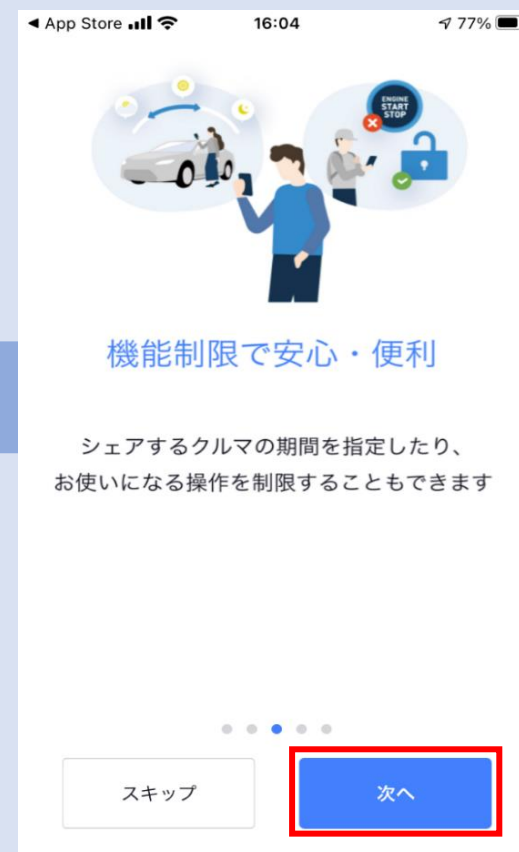 ◀ App Store 16:04 77%
ENGINE
START
STOP
機能制限で安心・便利
シェアするクルマの期間を指定したり、
お使いになる操作を制限することもできます
スキップ 次へ